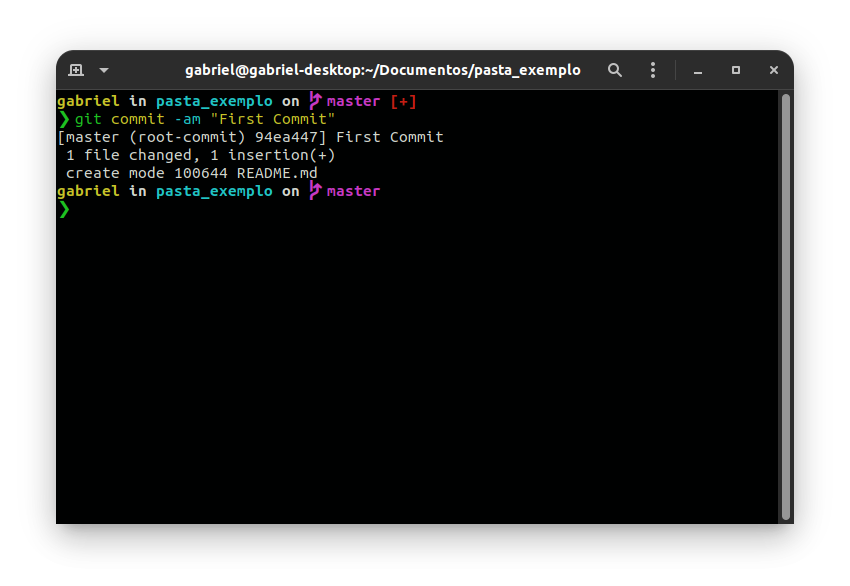 gabriel@gabriel-desktop:~/Documentos/pasta_exemplo
gabriel in pasta_exemplo on master [+]
❯ git commit -am "First Commit"
[master (root-commit) 94ea447] First Commit
 1 file changed, 1 insertion(+)
 create mode 100644 README.md
gabriel in pasta_exemplo on master
❯